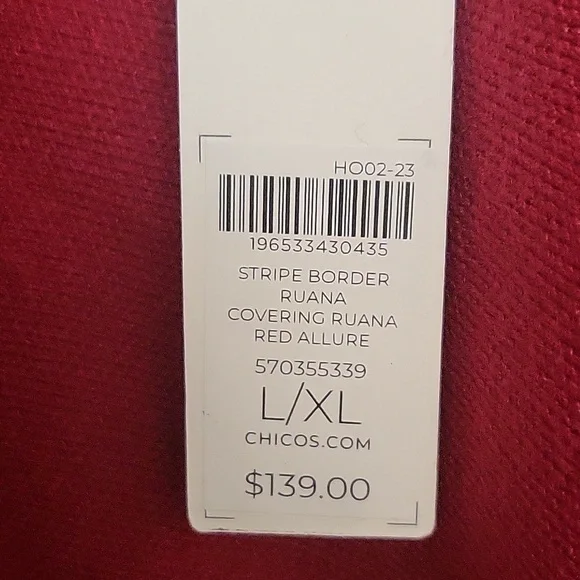 HO02-23
196533430435
STRIPE BORDER
RUANA
COVERING RUANA
RED ALLURE
570355339
L/XL
CHICOS.COM
$139.00